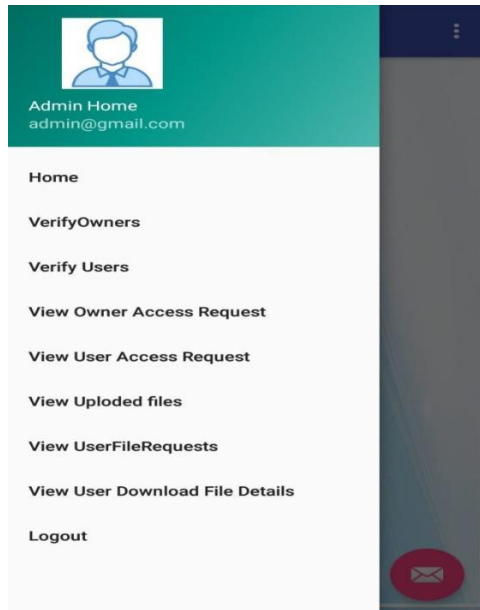 Admin Home
admin@gmail.com
Home
VerifyOwners
Verify Users
View Owner Access Request
View User Access Request
View Uploded files
View UserFileRequests
View User Download File Details
Logout